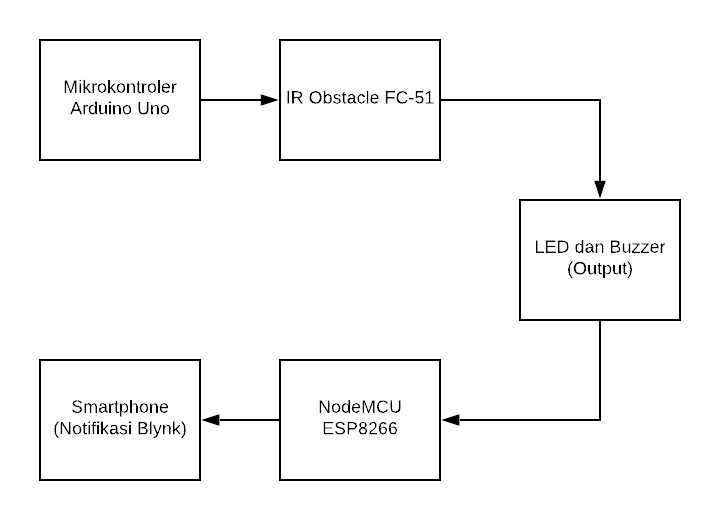 Mikrokontroler
Arduino Uno
IR Obstacle FC-51
LED dan Buzzer
(Output)
NodeMCU
ESP8266
Smartphone
(Notifikasi Blynk)